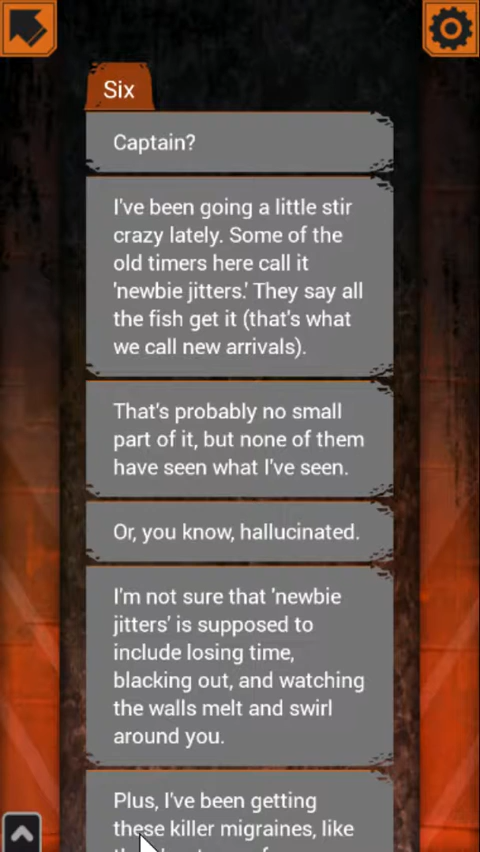 Six
Captain?
I've been going a little stir
crazy lately. Some of the
old timers here call it
'newbie jitters.' They say all
the fish get it (that's what
we call new arrivals).
That's probably no small
part of it, but none of them
have seen what I've seen.
Or, you know, hallucinated.
I'm not sure that 'newbie
jitters' is supposed to
include losing time,
blacking out, and watching
the walls melt and swirl
around you.
Plus, I've been getting
these killer migraines, like